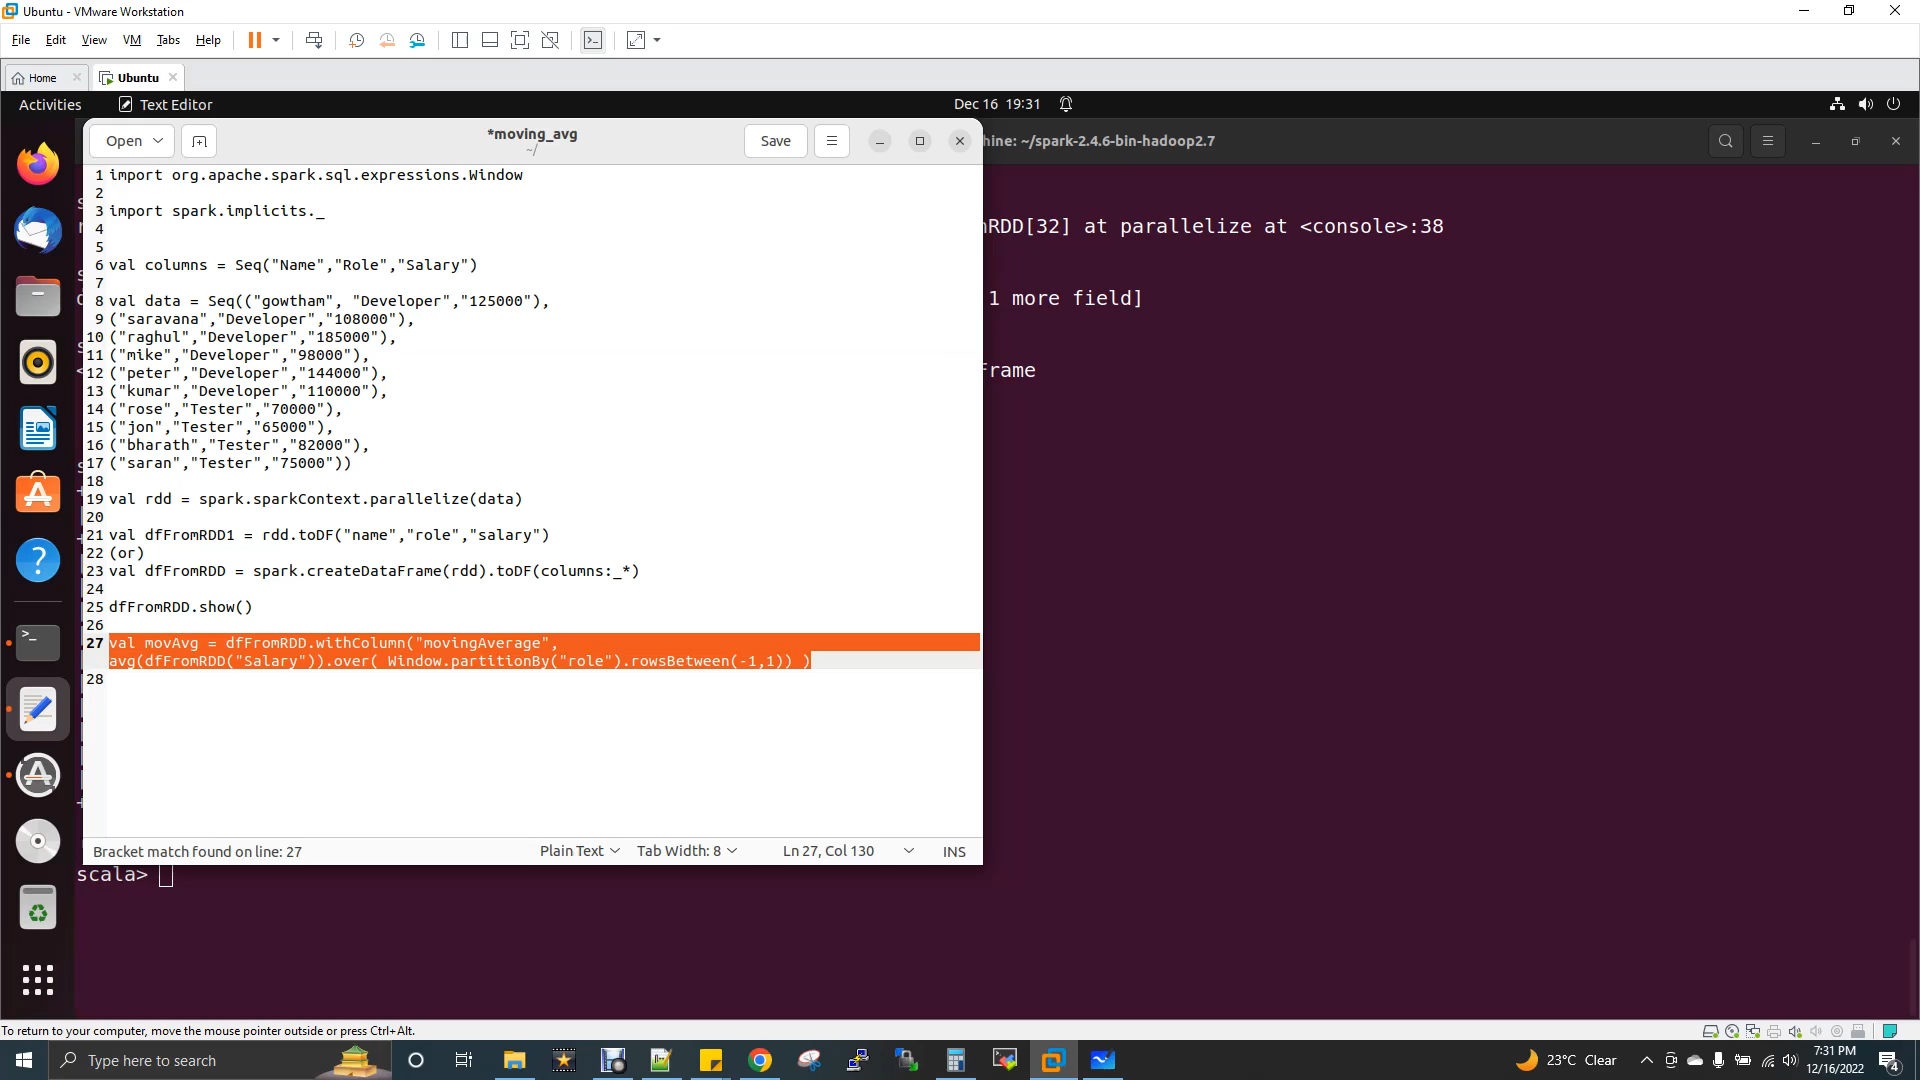 Ubuntu - VMware Workstation
File Edit View VM Tabs Help
Home Ubuntu
Activities Text Editor Dec 16 19:31
Open *moving_avg ~/ Save
hine: ~/spark-2.4.6-bin-hadoop2.7
1 import org.apache.spark.sql.expressions.Window
2
3 import spark.implicits._
4
5
6 val columns = Seq("Name","Role","Salary")
7
8 val data = Seq(("gowtham", "Developer","125000"),
9 ("saravana","Developer","108000"),
10 ("raghul","Developer","185000"),
11 ("mike","Developer","98000"),
12 ("peter","Developer","144000"),
13 ("kumar","Developer","110000"),
14 ("rose","Tester","70000"),
15 ("jon","Tester","65000"),
16 ("bharath","Tester","82000"),
17 ("saran","Tester","75000"))
18
19 val rdd = spark.sparkContext.parallelize(data)
20
21 val dfFromRDD1 = rdd.toDF("name","role","salary")
22 (or)
23 val dfFromRDD = spark.createDataFrame(rdd).toDF(columns:_*)
24
25 dfFromRDD.show()
26
27 val movAvg = dfFromRDD.withColumn("movingAverage",
avg(dfFromRDD("Salary")).over( Window.partitionBy("role").rowsBetween(-1,1)) )
28
Bracket match found on line: 27 Plain Text Tab Width: 8 Ln 27, Col 130 INS
nRDD[32] at parallelize at <console>:38
1 more field]
Frame
scala>
To return to your computer, move the mouse pointer outside or press Ctrl+Alt.
Type here to search
23°C Clear
7:31 PM
12/16/2022
4